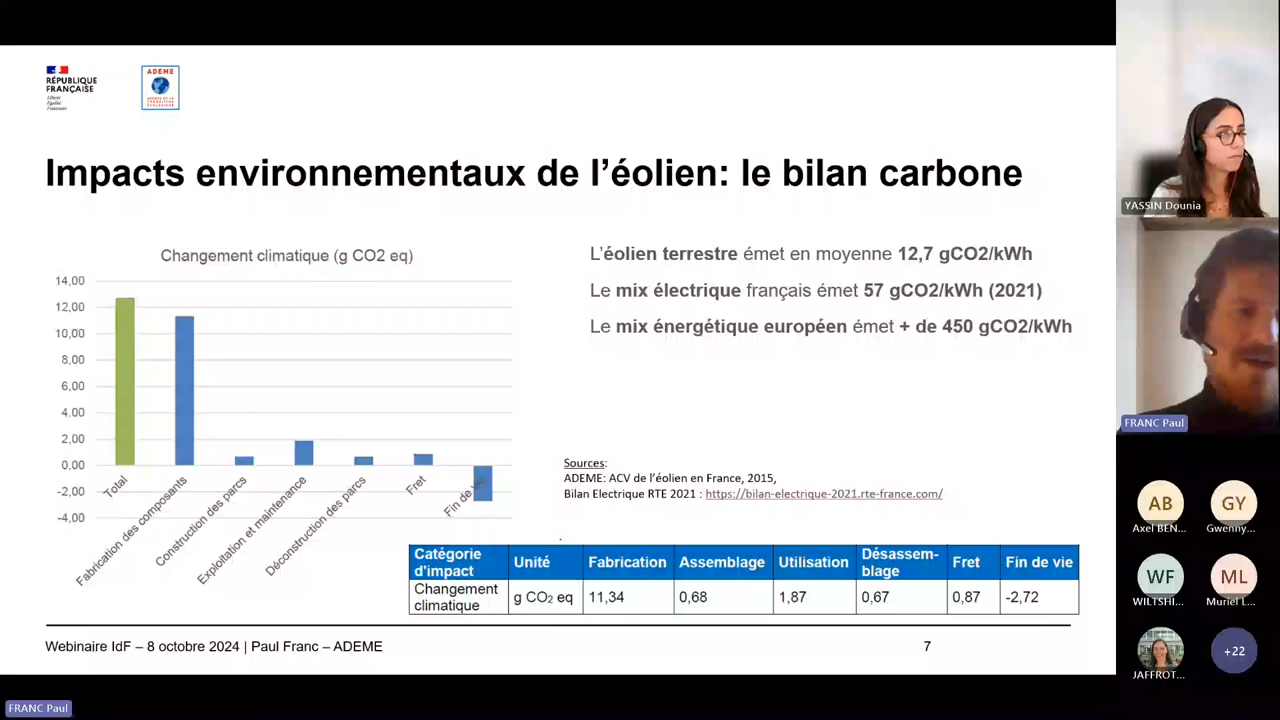 RÉPUBLIQUE
FRANÇAISE
Liberté
Égalité
Fraternité
ADEME
Impacts environnementaux de l’éolien: le bilan carbone
Changement climatique (g CO2 eq)
14,00
12,00
10,00
8,00
6,00
4,00
2,00
0,00
-2,00
-4,00
Total
Fabrication des composants
Construction des parcs
Exploitation et maintenance
Déconstruction des parcs
Fret
Fin de vie
L’éolien terrestre émet en moyenne 12,7 gCO2/kWh
Le mix électrique français émet 57 gCO2/kWh (2021)
Le mix énergétique européen émet + de 450 gCO2/kWh
Sources:
ADEME: ACV de l’éolien en France, 2015,
Bilan Electrique RTE 2021 : https://bilan-electrique-2021.rte-france.com/
Catégorie d'impact Unité Fabrication Assemblage Utilisation Désassem-blage Fret Fin de vie
Changement climatique g CO2 eq 11,34 0,68 1,87 0,67 0,87 -2,72
Webinaire IdF – 8 octobre 2024 | Paul Franc – ADEME
7
YASSIN Dounia
FRANC Paul
AB
GY
Axel BEN...
Gwenny...
WF
ML
WILTSHI...
Muriel L...
JAFFROT...
+22
FRANC Paul